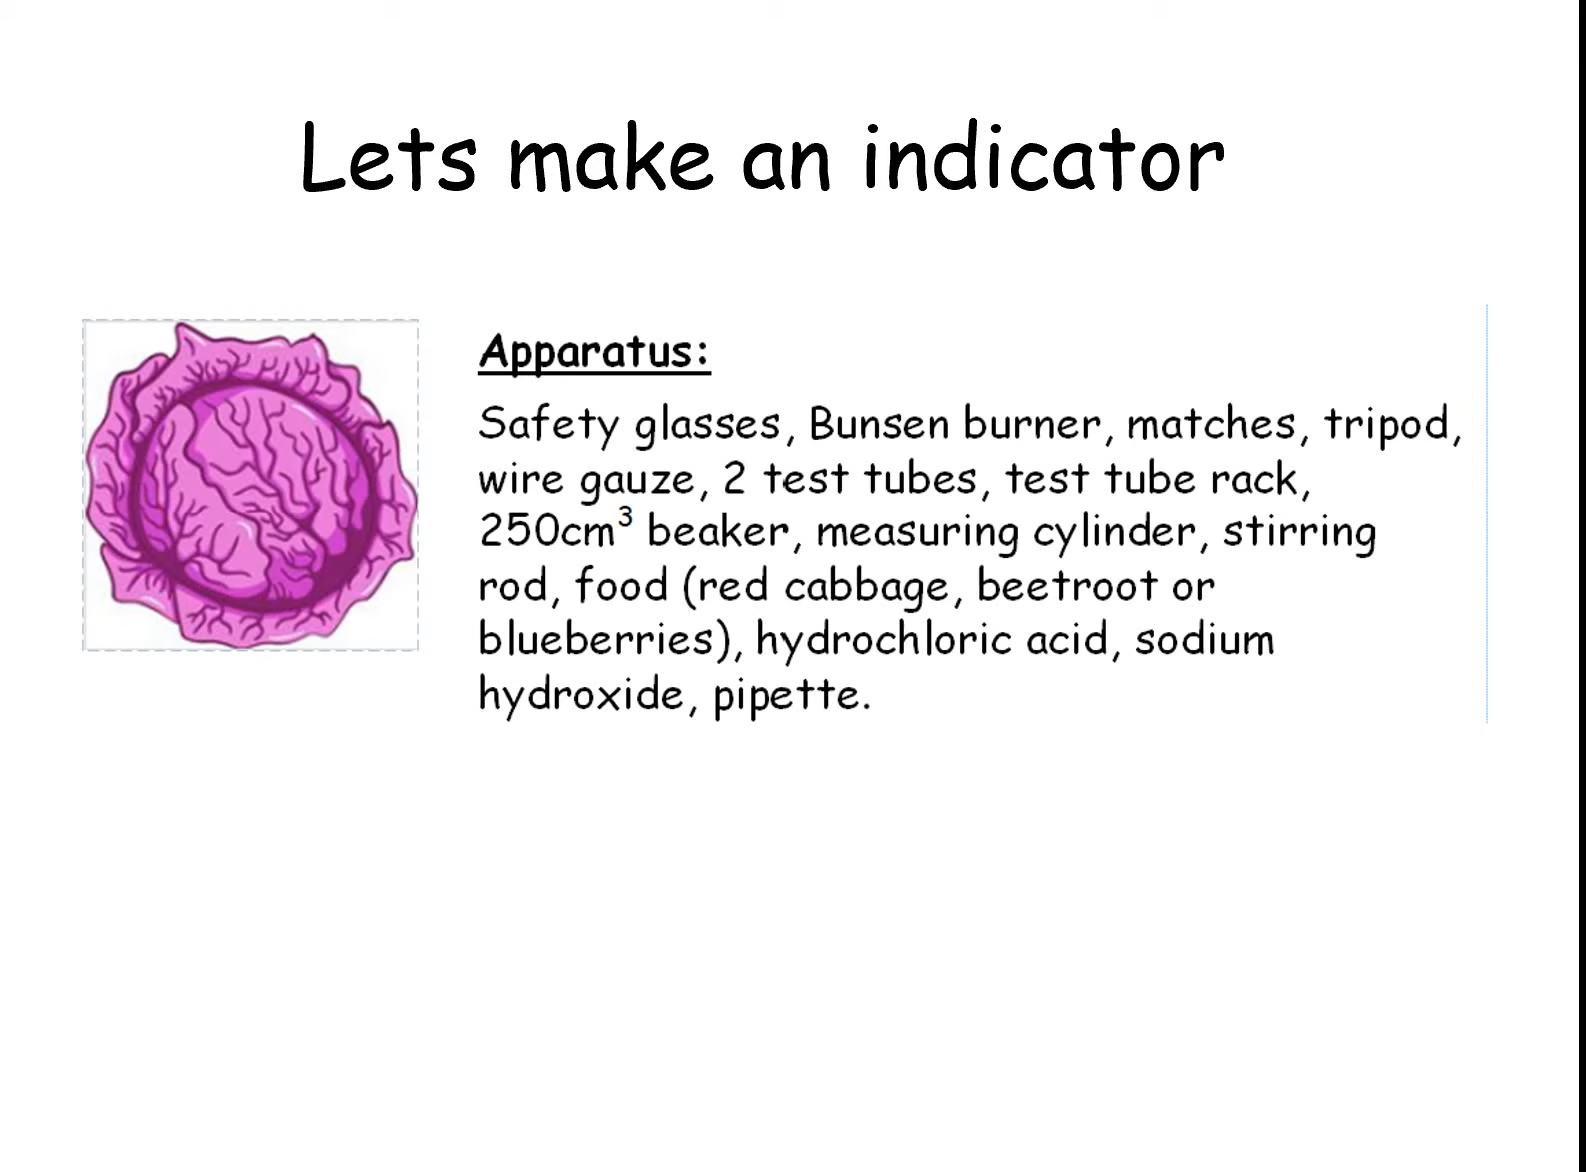 Lets make an indicator
Apparatus:
Safety glasses, Bunsen burner, matches, tripod,
wire gauze, 2 test tubes, test tube rack,
250cm³ beaker, measuring cylinder, stirring
rod, food (red cabbage, beetroot or
blueberries), hydrochloric acid, sodium
hydroxide, pipette.